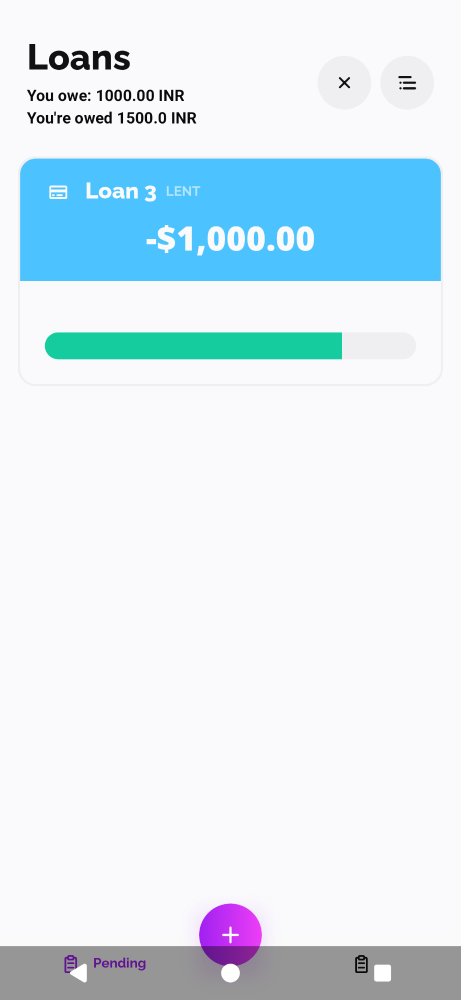 Loans
You owe: 1000.00 INR
You're owed 1500.0 INR
Loan 3 LENT
-$1,000.00
Pending